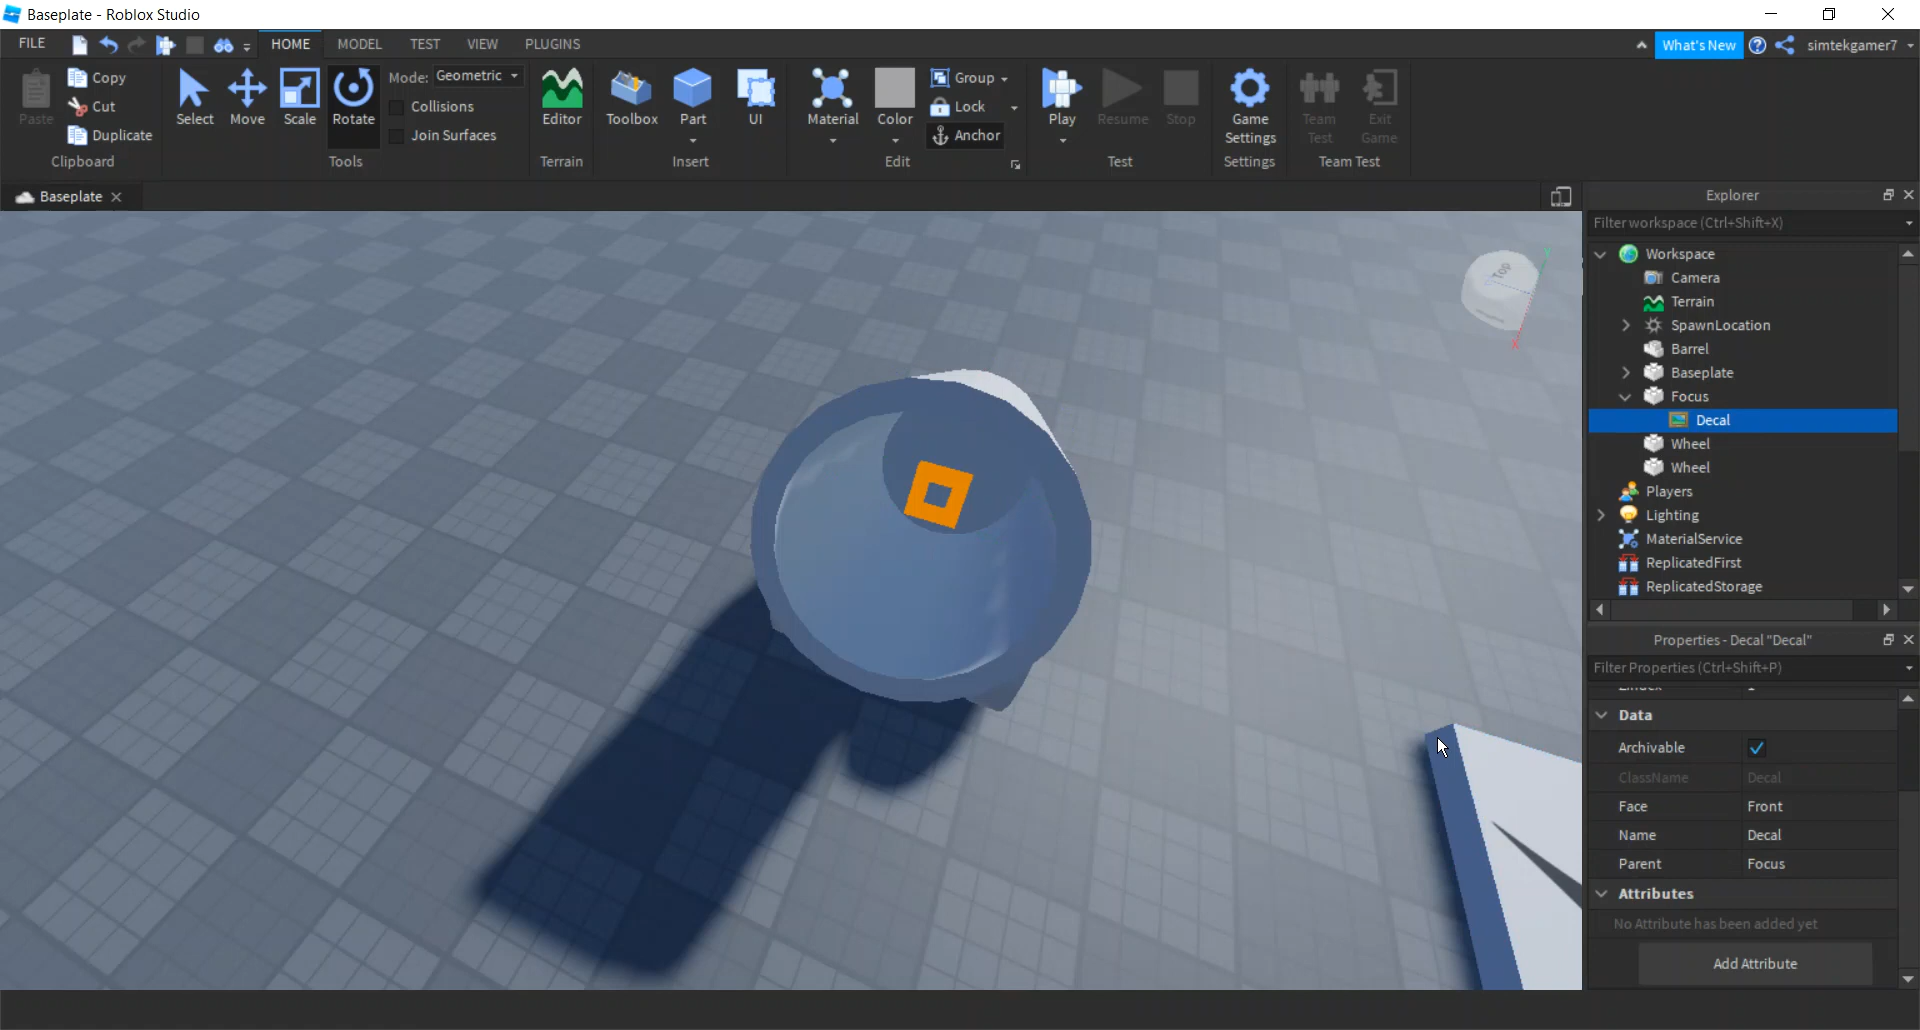 Baseplate - Roblox Studio
FILE HOME MODEL TEST VIEW PLUGINS What's New simtekgamer7
Paste Copy Cut Duplicate Clipboard
Select Move Scale Rotate Mode: Geometric Collisions Join Surfaces Tools
Editor Terrain
Toolbox Part UI Insert
Material Color Group Lock Anchor Edit
Play Resume Stop Test
Game Settings Settings
Team Test Exit Game Team Test
Baseplate
Top
Y
X
Explorer
Filter workspace (Ctrl+Shift+X)
Workspace
Camera
Terrain
SpawnLocation
Barrel
Baseplate
Focus
Decal
Wheel
Wheel
Players
Lighting
MaterialService
ReplicatedFirst
ReplicatedStorage
Properties - Decal "Decal"
Filter Properties (Ctrl+Shift+P)
Data
Archivable
ClassName Decal
Face Front
Name Decal
Parent Focus
Attributes
No Attribute has been added yet
Add Attribute